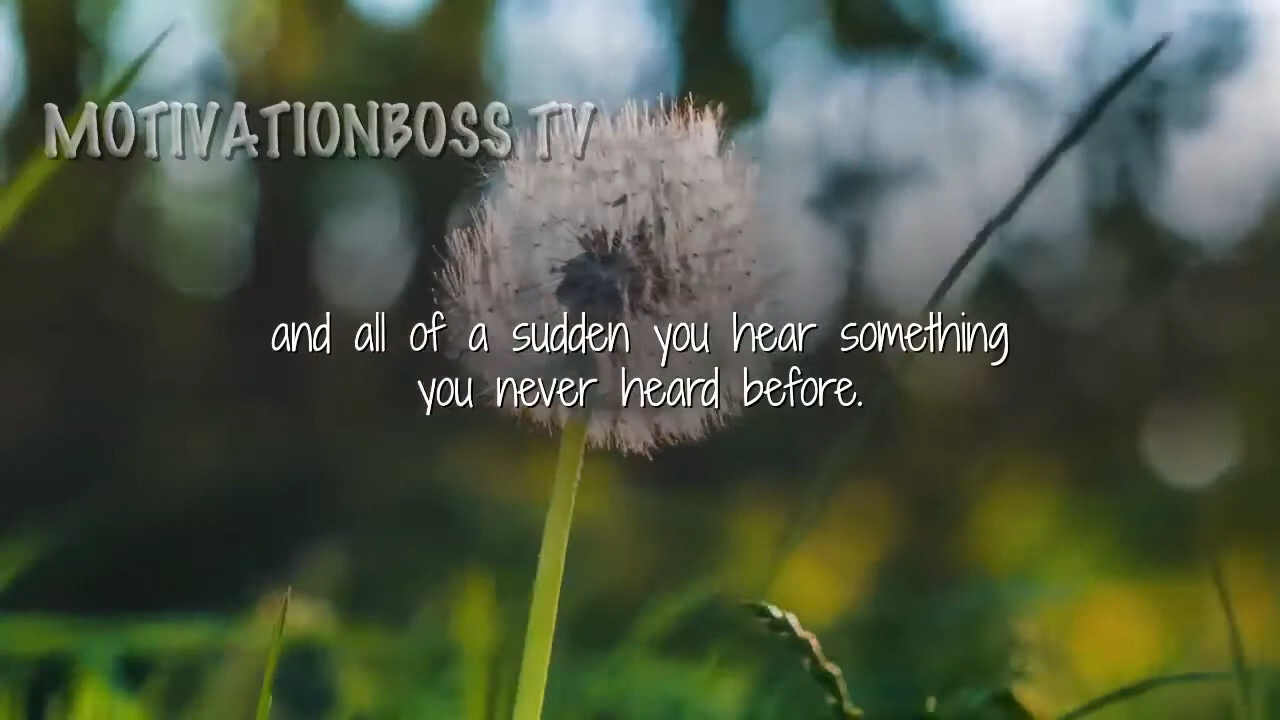 MOTIVATIONBOSS TV
and all of a sudden you hear something
you never heard before.